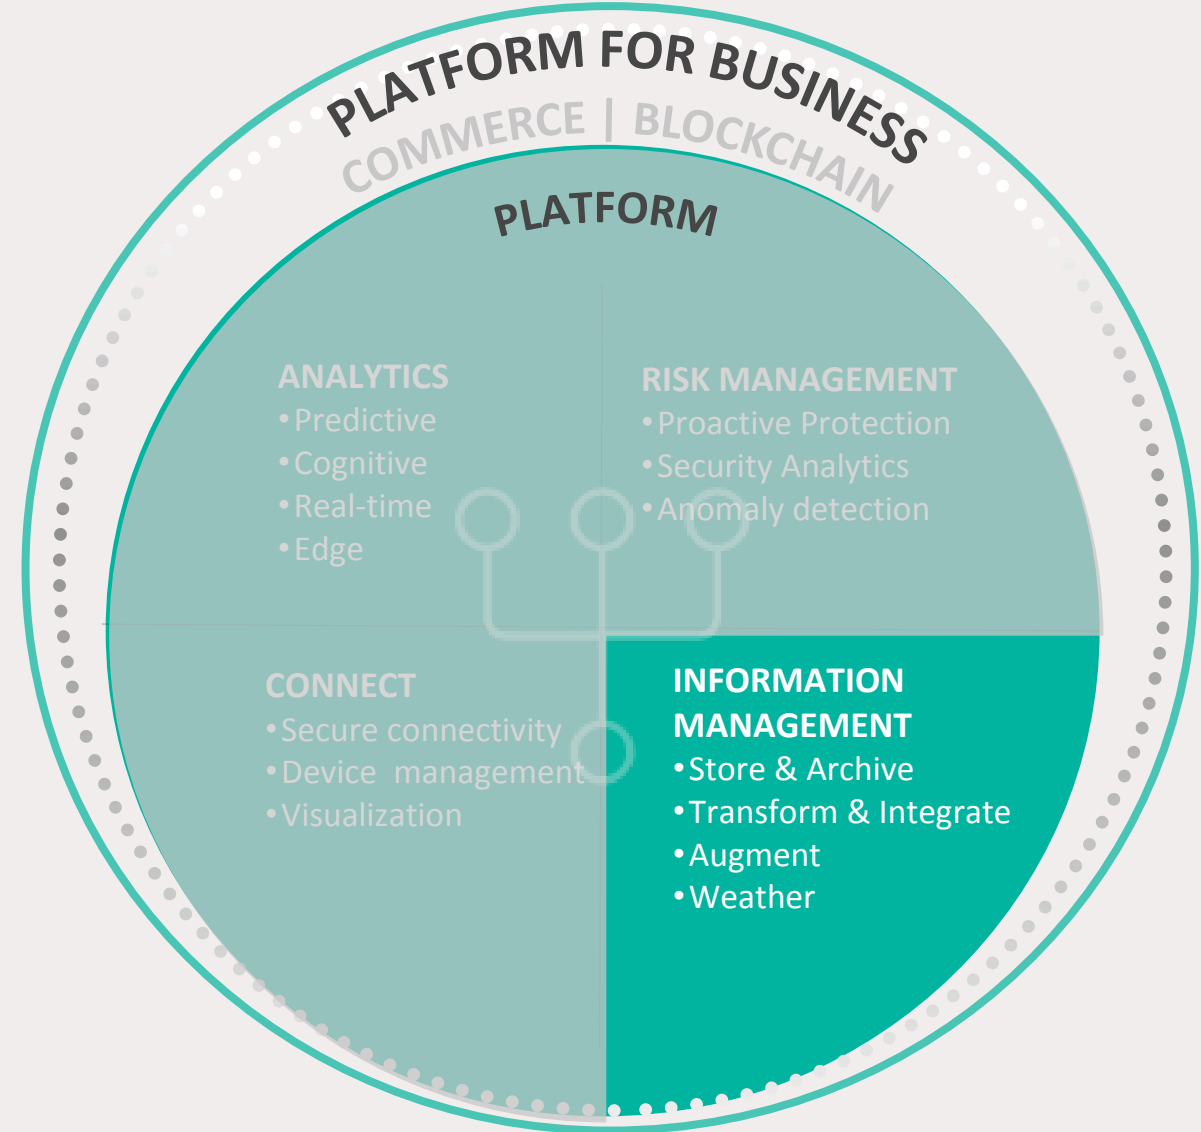 PLATFORM FOR BUSINESS
COMMERCE | BLOCKCHAIN
PLATFORM
ANALYTICS
•Predictive
•Cognitive
•Real-time
•Edge
RISK MANAGEMENT
•Proactive Protection
•Security Analytics
•Anomaly detection
CONNECT
•Secure connectivity
•Device management
•Visualization
INFORMATION
MANAGEMENT
•Store & Archive
•Transform & Integrate
•Augment
•Weather